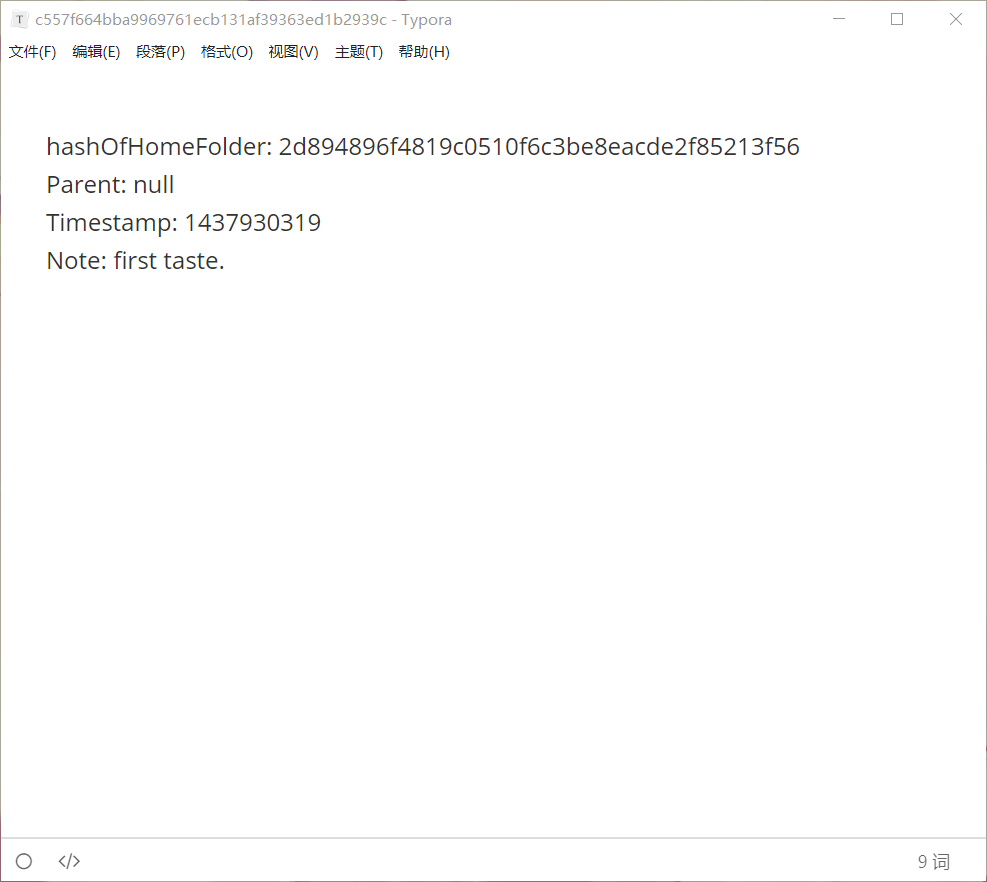 c557f664bba9969761ecb131af39363ed1b2939c - Typora
文件(F) 编辑(E) 段落(P) 格式(O) 视图(V) 主题(T) 帮助(H)
hashOfHomeFolder: 2d894896f4819c0510f6c3be8eacde2f85213f56
Parent: null
Timestamp: 1437930319
Note: first taste.
9 词